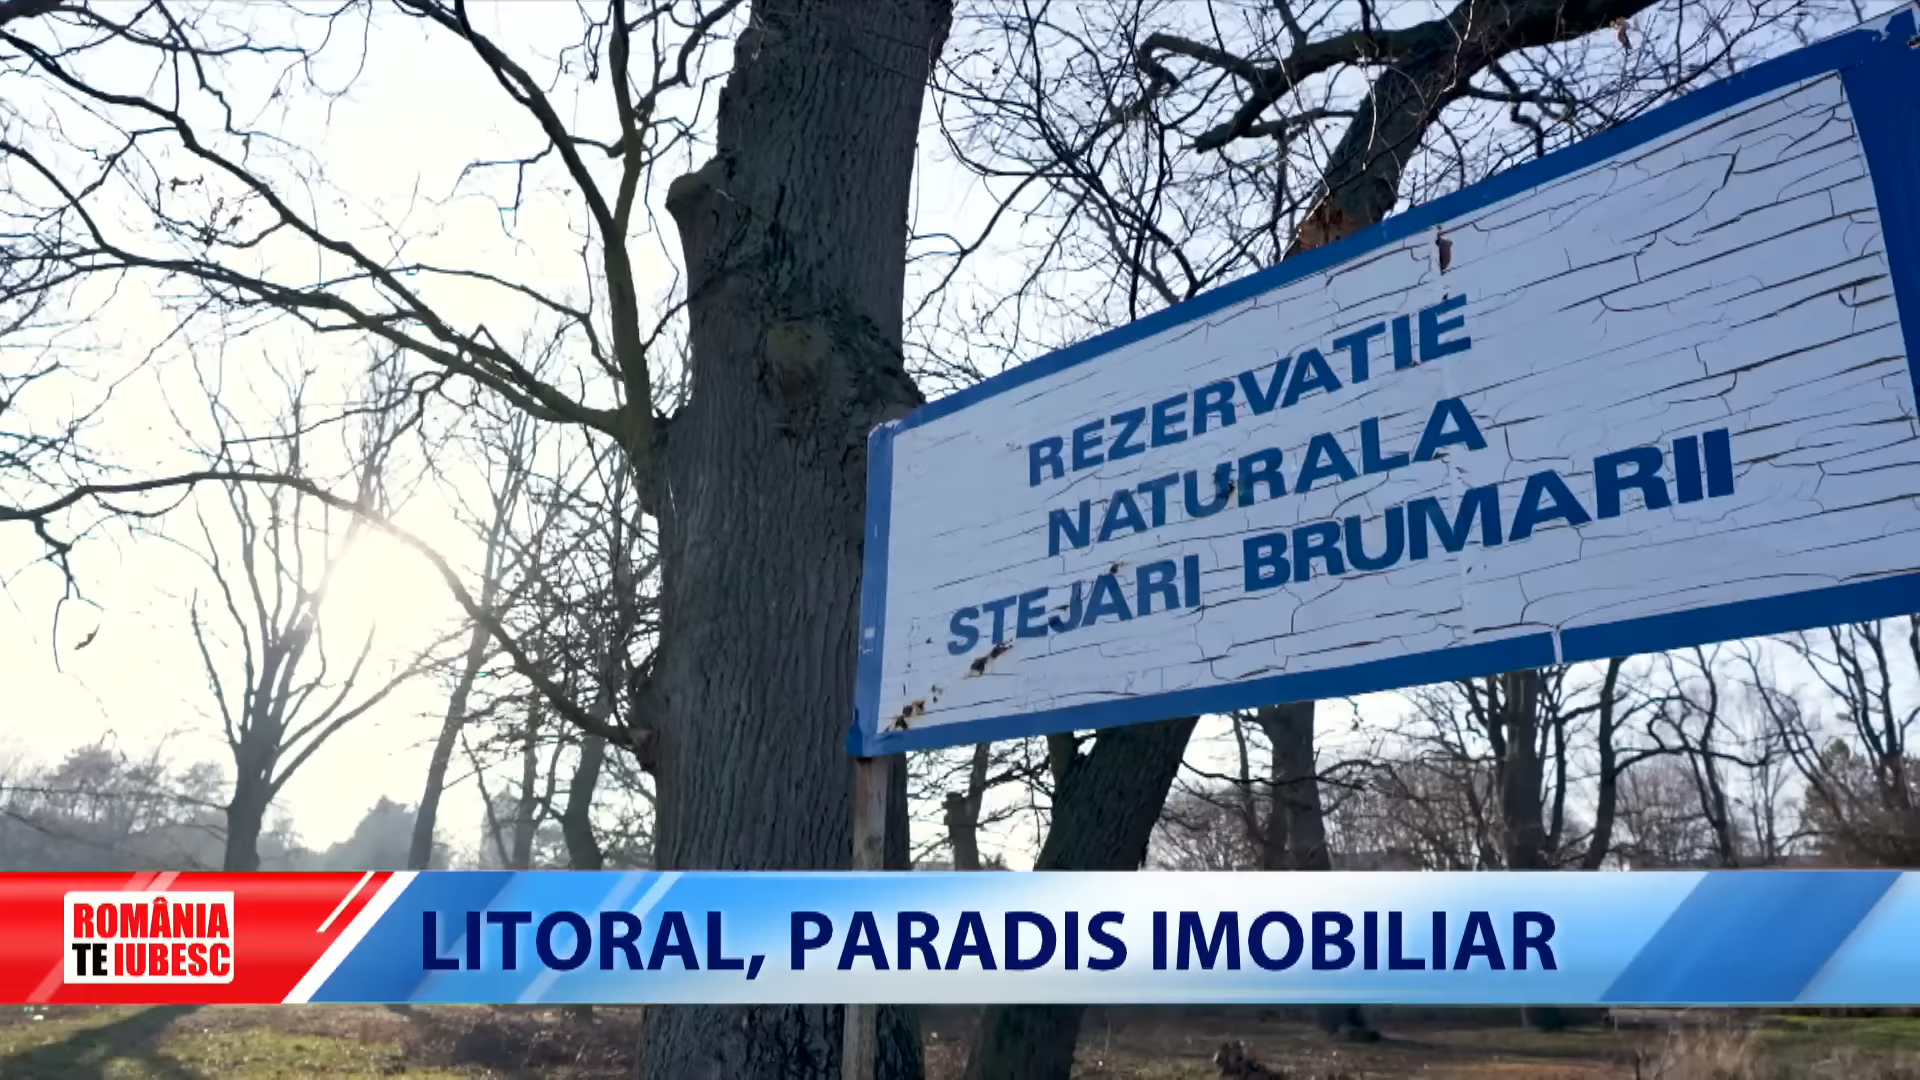 REZERVATIE
NATURALA
STEJARI BRUMARII
ROMÂNIA
TE IUBESC
LITORAL, PARADIS IMOBILIAR